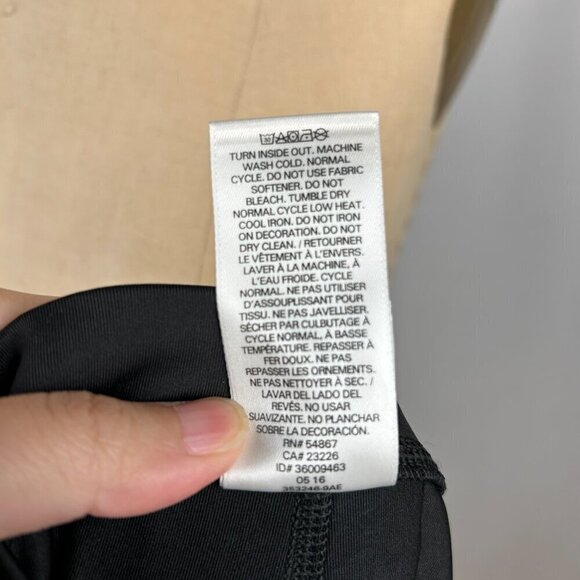 TURN INSIDE OUT. MACHINE
WASH COLD. NORMAL
CYCLE. DO NOT USE FABRIC
SOFTENER. DO NOT
BLEACH. TUMBLE DRY
NORMAL CYCLE LOW HEAT.
COOL IRON. DO NOT IRON
ON DECORATION. DO NOT
DRY CLEAN. / RETOURNER
LE VÊTEMENT À L'ENVERS.
LAVER À LA MACHINE, À
L'EAU FROIDE. CYCLE
NORMAL. NE PAS UTILISER
D'ASSOUPLISSANT POUR
TISSU. NE PAS JAVELLISER.
SÉCHER PAR CULBUTAGE À
CYCLE NORMAL, À BASSE
TEMPÉRATURE. REPASSER À
FER DOUX. NE PAS
REPASSER LES ORNEMENTS.
NE PAS NETTOYER À SEC. /
LAVAR DEL LADO DEL
REVÉS. NO USAR
SUAVIZANTE. NO PLANCHAR
SOBRE LA DECORACIÓN.
RN# 54867
CA# 23226
ID# 36009463
05 16
353246-9AE